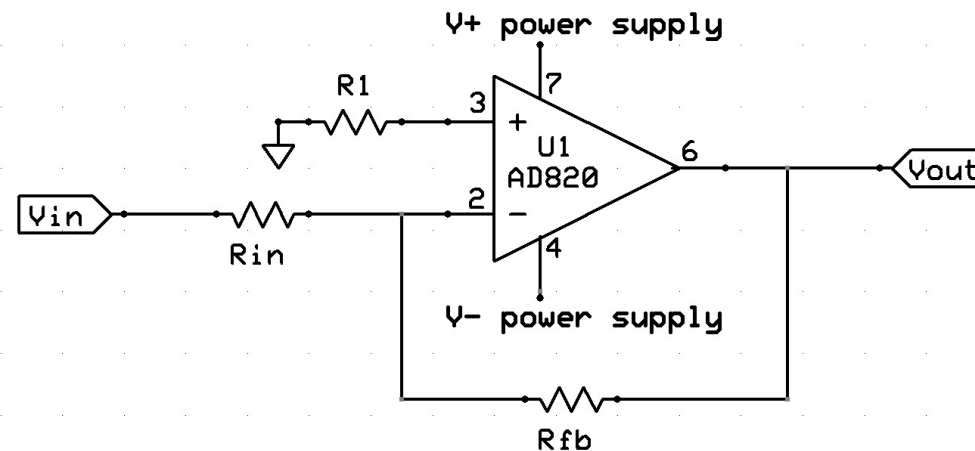 V+ power supply
R1
7
3
+
U1
6
AD820
Vout
2
-
Vin
4
Rin
V- power supply
Rfb